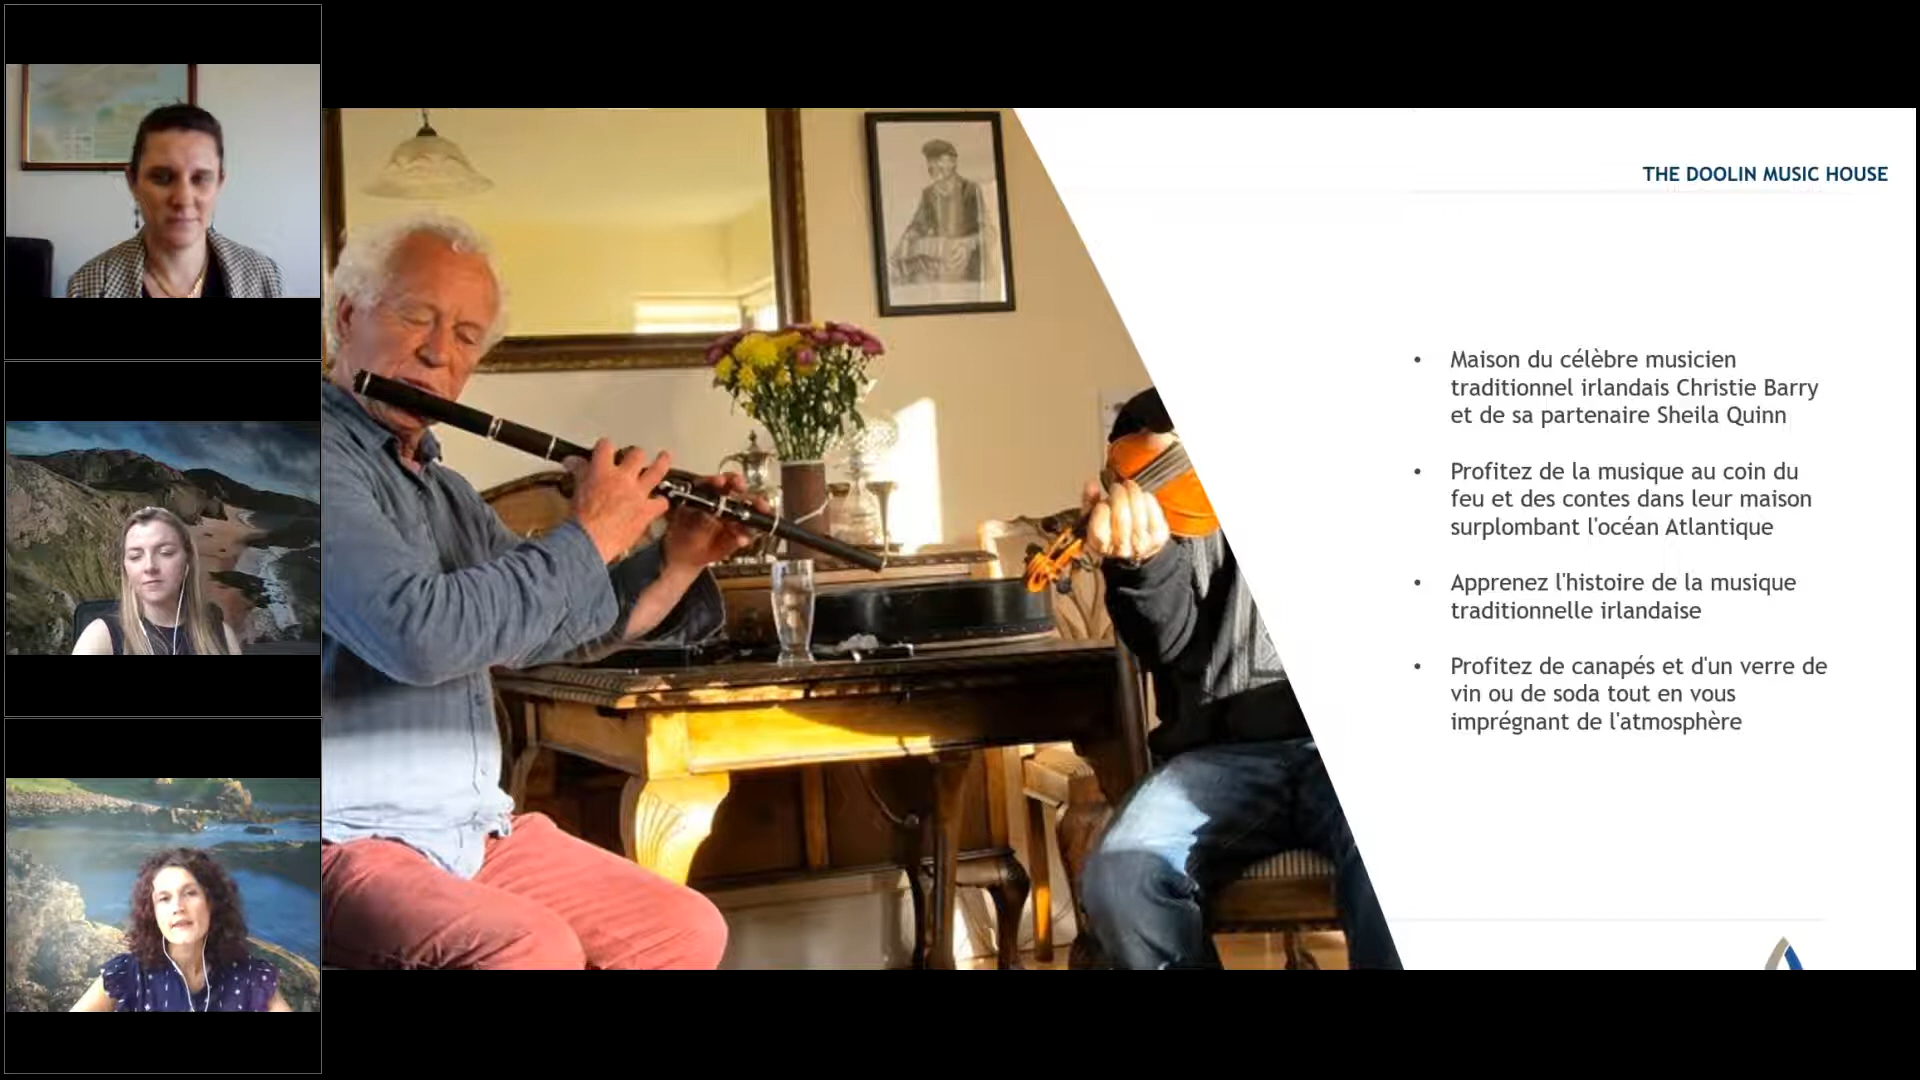 THE DOOLIN MUSIC HOUSE
• Maison du célèbre musicien
traditionnel irlandais Christie Barry
et de sa partenaire Sheila Quinn
• Profitez de la musique au coin du
feu et des contes dans leur maison
surplombant l'océan Atlantique
• Apprenez l'histoire de la musique
traditionnelle irlandaise
• Profitez de canapés et d'un verre de
vin ou de soda tout en vous
imprégnant de l'atmosphère